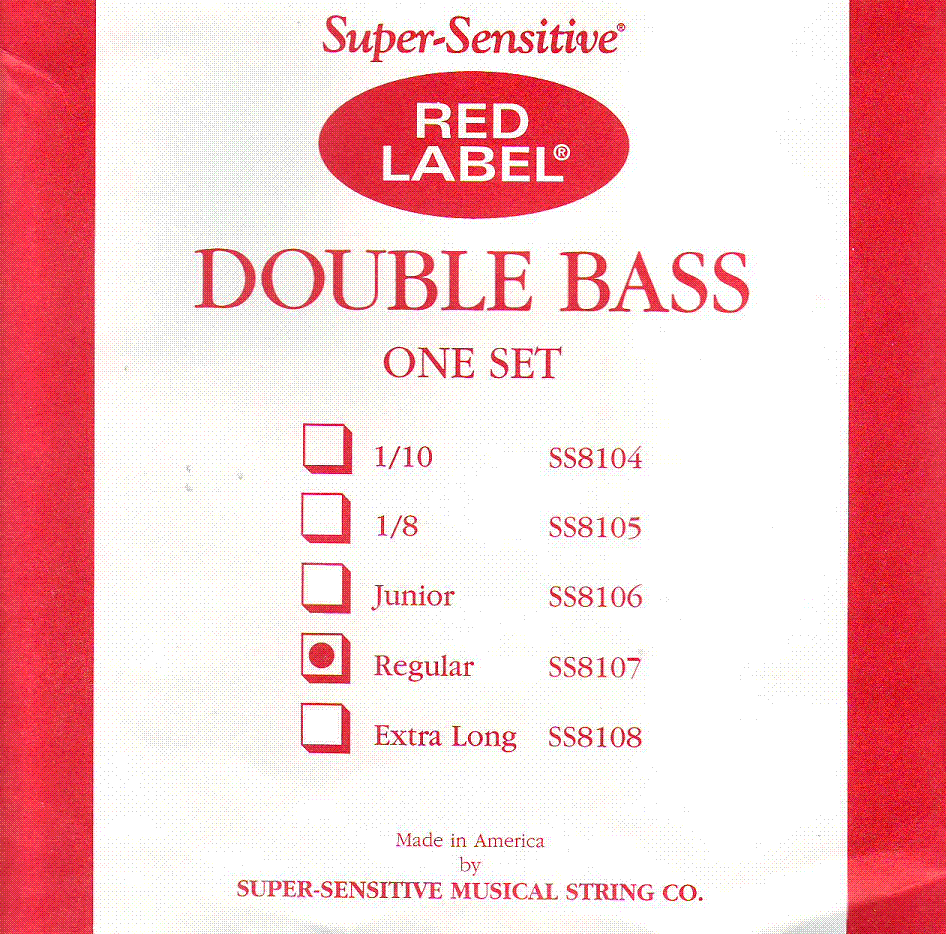 Super-Sensitive®
RED
LABEL®
DOUBLE BASS
ONE SET
1/10 SS8104
1/8 SS8105
Junior SS8106
Regular SS8107
Extra Long SS8108
Made in America
by
SUPER-SENSITIVE MUSICAL STRING CO.